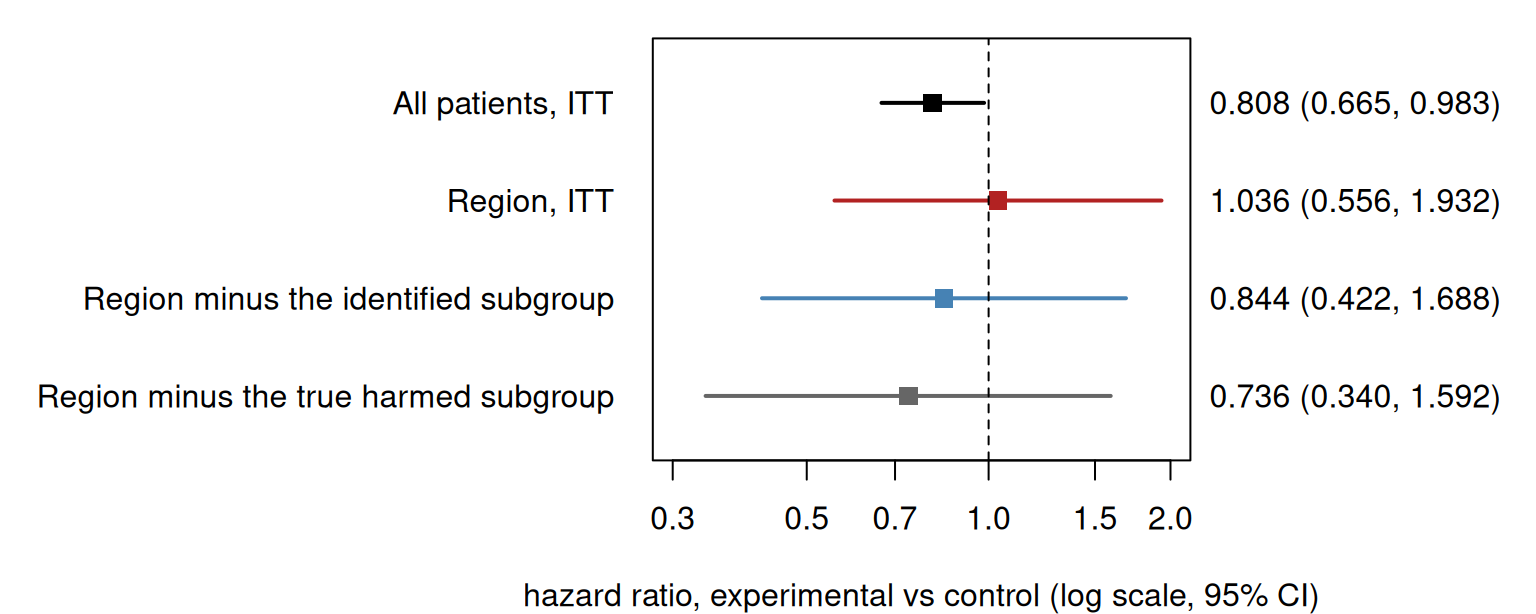 All patients, ITT 0.808 (0.665, 0.983)
Region, ITT 1.036 (0.556, 1.932)
Region minus the identified subgroup 0.844 (0.422, 1.688)
Region minus the true harmed subgroup 0.736 (0.340, 1.592)
0.3 0.5 0.7 1.0 1.5 2.0
hazard ratio, experimental vs control (log scale, 95% CI)